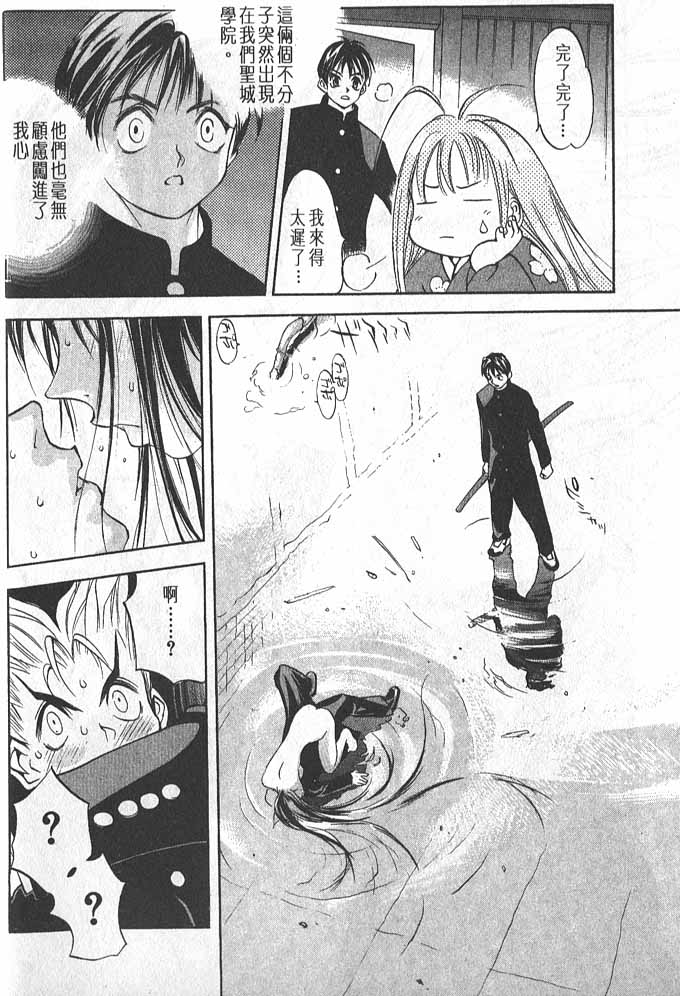 完了完了…
我來得
太遲了…
這倆個不分
子突然出現
在我們聖城
學院。
他們也毫無
顧慮闖進了
我心
啊……?
?
?